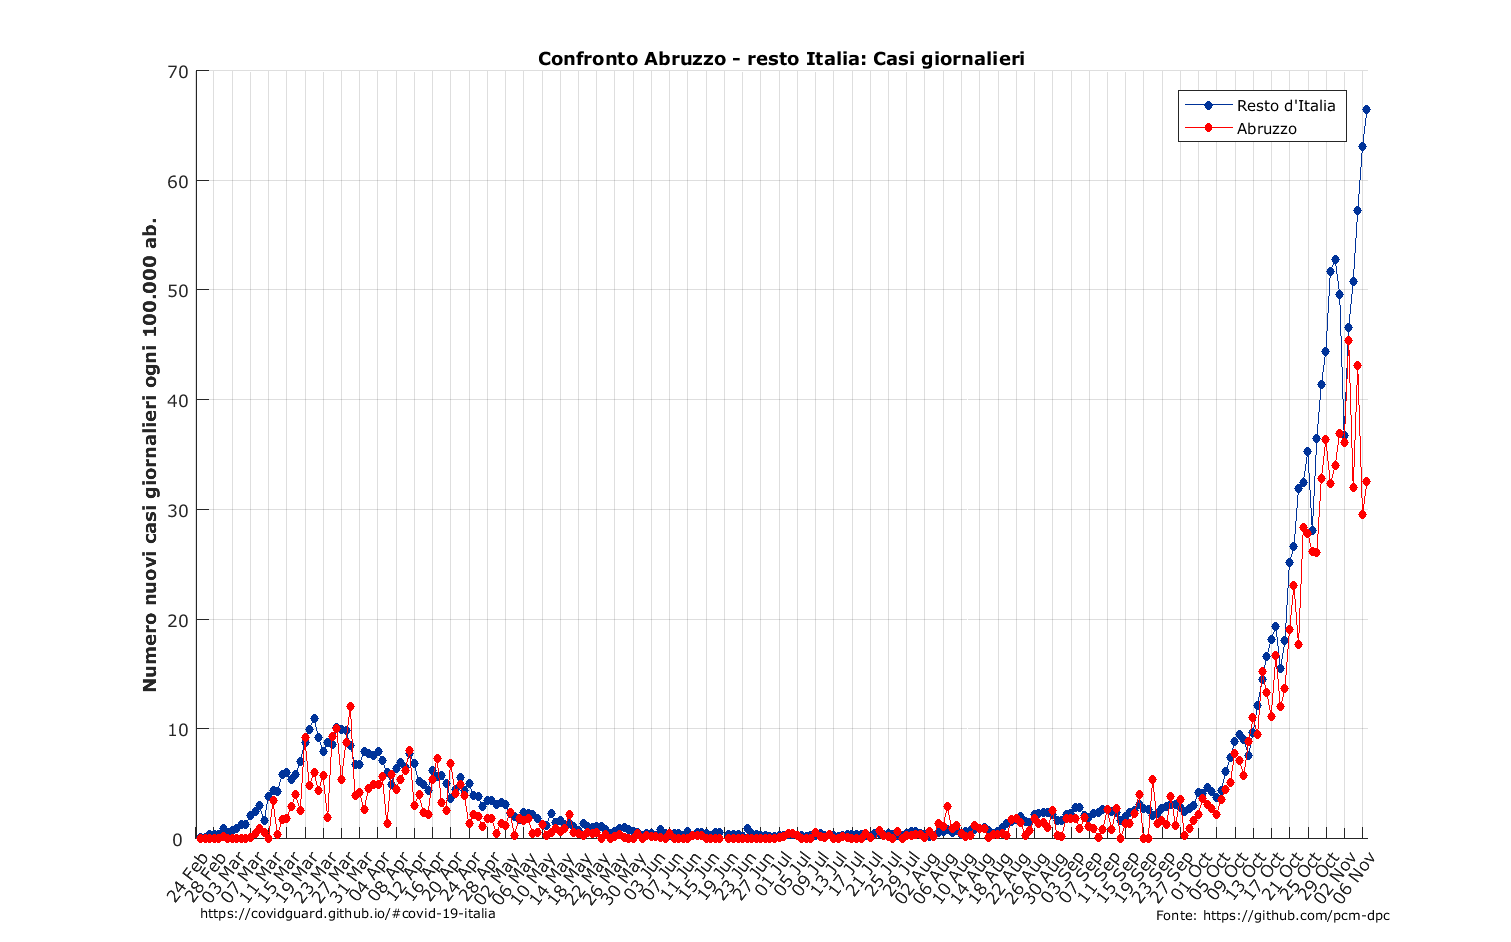 Confronto Abruzzo - resto Italia: Casi giornalieri
Resto d'Italia
Abruzzo
Numero nuovi casi giornalieri ogni 100.000 ab.
70
60
50
40
30
20
10
0
24 Feb
28 Feb
03 Mar
07 Mar
11 Mar
15 Mar
19 Mar
23 Mar
27 Mar
31 Mar
04 Apr
08 Apr
12 Apr
16 Apr
20 Apr
24 Apr
28 Apr
02 May
06 May
10 May
14 May
18 May
22 May
26 May
30 May
03 Jun
07 Jun
11 Jun
15 Jun
19 Jun
23 Jun
27 Jun
01 Jul
05 Jul
09 Jul
13 Jul
17 Jul
21 Jul
25 Jul
29 Jul
02 Aug
06 Aug
10 Aug
14 Aug
18 Aug
22 Aug
26 Aug
30 Aug
03 Sep
07 Sep
11 Sep
15 Sep
19 Sep
23 Sep
27 Sep
01 Oct
05 Oct
09 Oct
13 Oct
17 Oct
21 Oct
25 Oct
29 Oct
02 Nov
06 Nov
https://covidguard.github.io/#covid-19-italia
Fonte: https://github.com/pcm-dpc